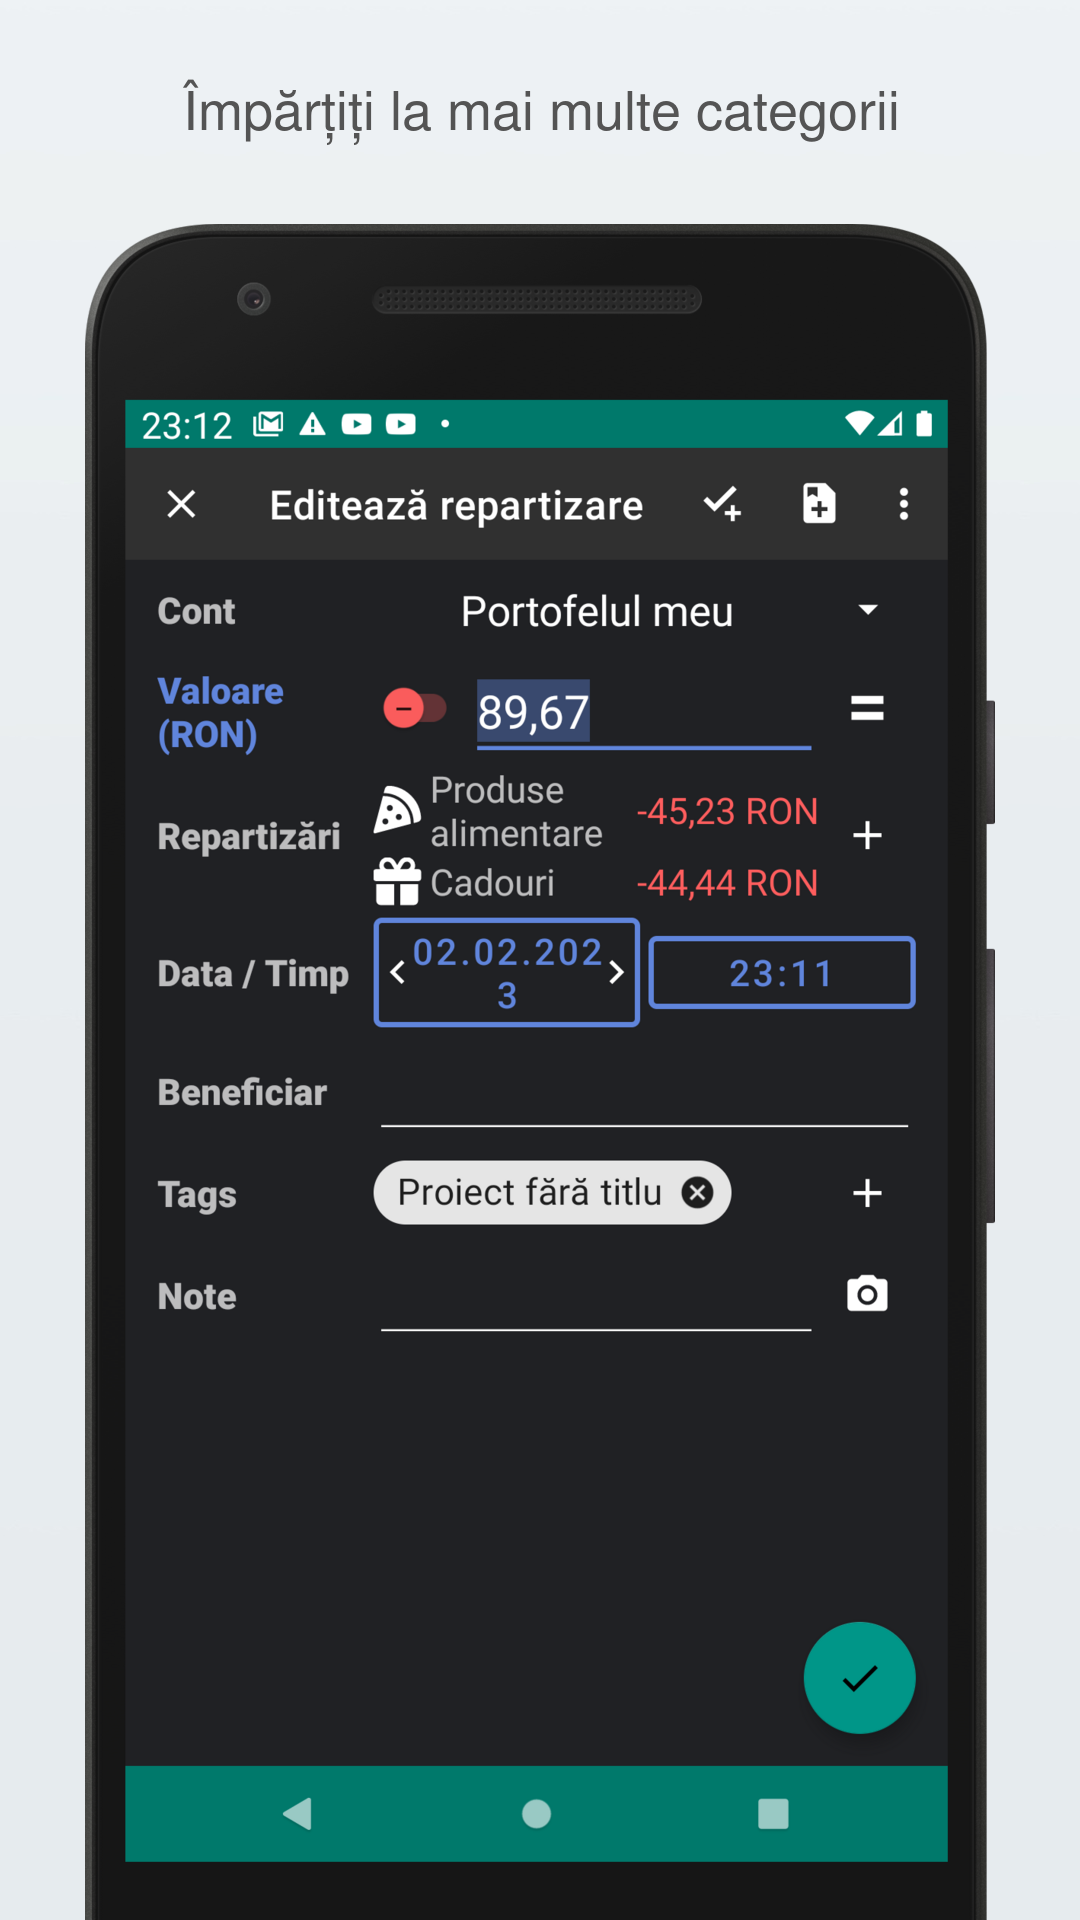 Împărțiți la mai multe categorii
23:12
Editează repartizare
Cont
Portofelul meu
Valoare
(RON)
89,67
Repartizări
Produse
alimentare
-45,23 RON
Cadouri
-44,44 RON
Data / Timp
02.02.202
3
23:11
Beneficiar
Tags
Proiect fără titlu
Note